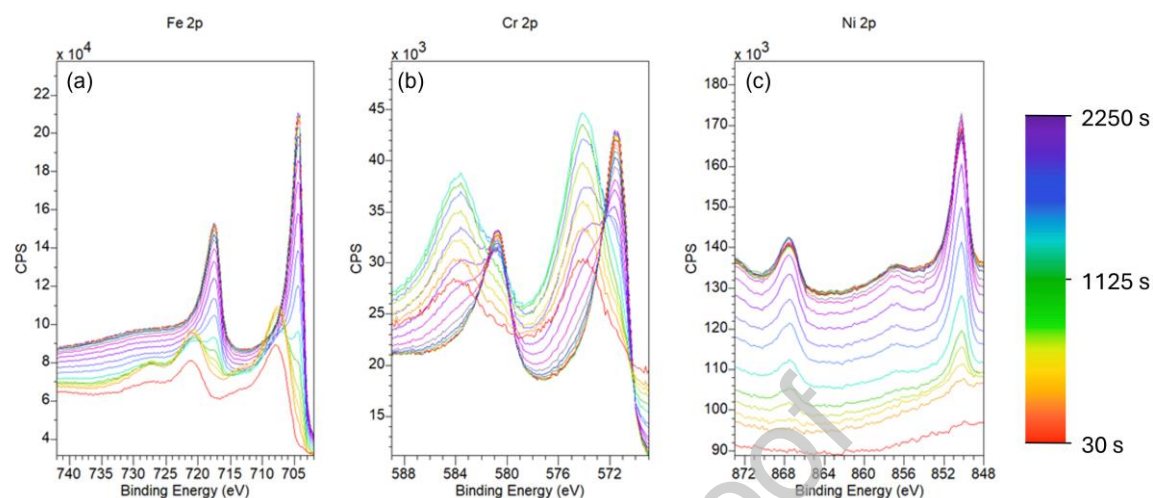 Fe 2p
Cr 2p
Ni 2p
x 10⁴
x 10³
x 10³
(a)
(b)
(c)
CPS
22
20
18
16
14
12
10
8
6
4
740 735 730 725 720 715 710 705
Binding Energy (eV)
CPS
45
40
35
30
25
20
15
588 584 580 576 572
Binding Energy (eV)
CPS
180
170
160
150
140
130
120
110
100
90
872 868 864 860 856 852 848
Binding Energy (eV)
2250 s
1125 s
30 s
oof